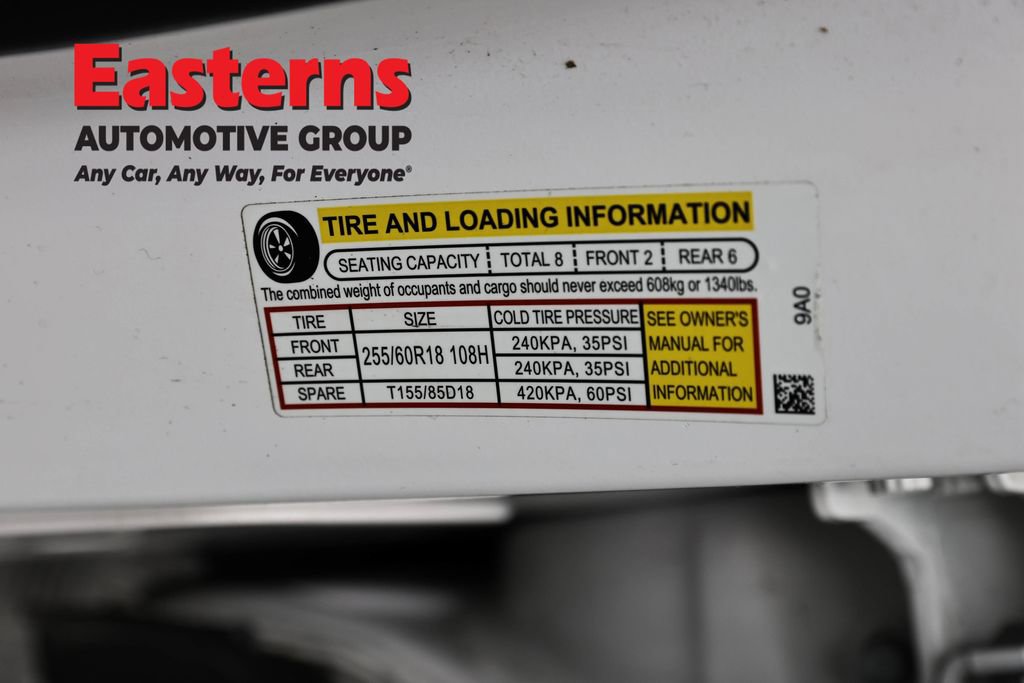 Easterns
AUTOMOTIVE GROUP
Any Car, Any Way, For Everyone®
TIRE AND LOADING INFORMATION
SEATING CAPACITY TOTAL 8 FRONT 2 REAR 6
The combined weight of occupants and cargo should never exceed 608kg or 1340lbs.
TIRE SIZE COLD TIRE PRESSURE SEE OWNER'S
FRONT 255/60R18 108H 240KPA, 35PSI MANUAL FOR
REAR 240KPA, 35PSI ADDITIONAL
SPARE T155/85D18 420KPA, 60PSI INFORMATION
9A0